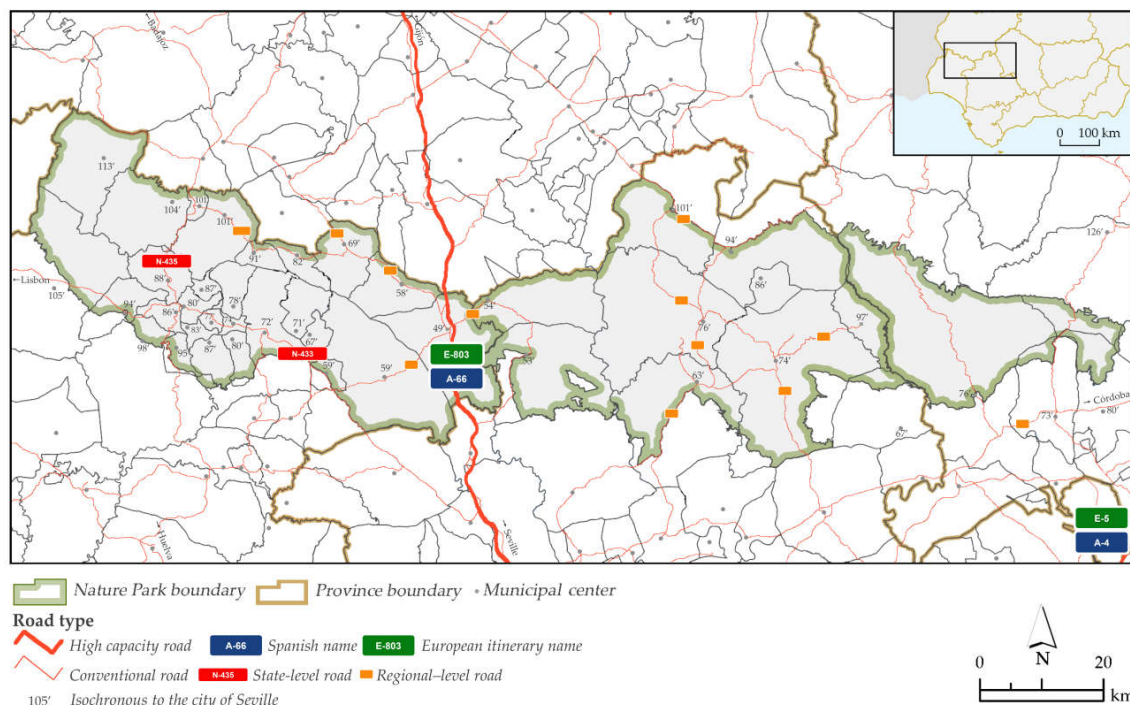 Badajoz
Gijón
0 100 km
113'
104'
101'
101'
101'
69'
94'
126'
N-435
91'
82'
← Lisbon
105'
88'
87'
58'
86'
94'
80'
78'
54'
86'
83'
77'
74'
72'
71'
67'
49'
76'
97'
98'
95'
87'
80'
N-433
59'
59'
E-803
A-66
63'
74'
76'
→ Córdoba
73'
80'
67'
← Huelva
← Seville
E-5
A-4
Nature Park boundary Province boundary Municipal center
Road type
High capacity road A-66 Spanish name E-803 European itinerary name
Conventional road N-435 State-level road Regional–level road
105' Isochronous to the city of Seville
N
0 20
km